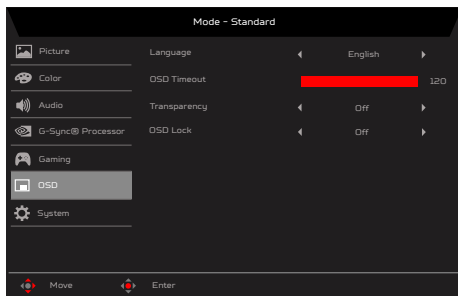 Mode - Standard
Picture
Language English
Color
OSD Timeout 120
Audio
Transparency Off
G-Sync® Processor
OSD Lock Off
Gaming
OSD
System
Move Enter